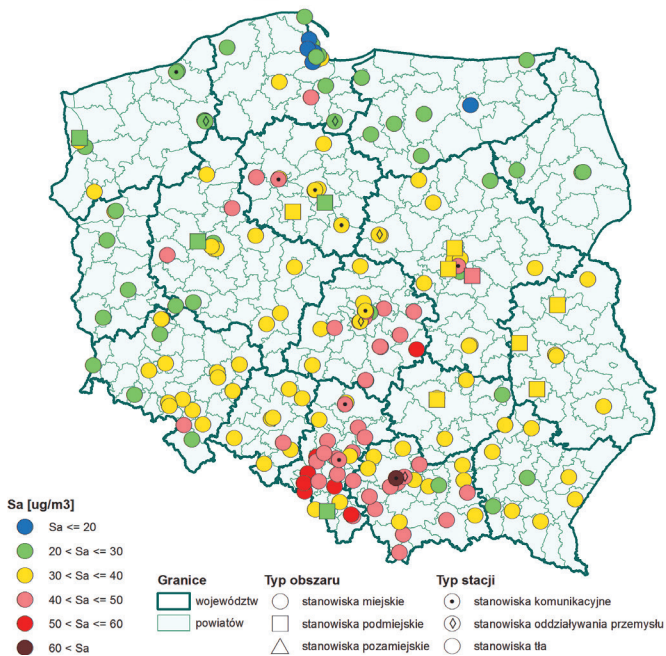 Sa [ug/m3]
Sa <= 20
20 < Sa <= 30
30 < Sa <= 40
40 < Sa <= 50
50 < Sa <= 60
60 < Sa
Granice
województw
powiatów
Typ obszaru
stanowiska miejskie
stanowiska podmiejskie
stanowiska pozamiejskie
Typ stacji
stanowiska komunikacyjne
stanowiska oddziaływania przemysłu
stanowiska tła